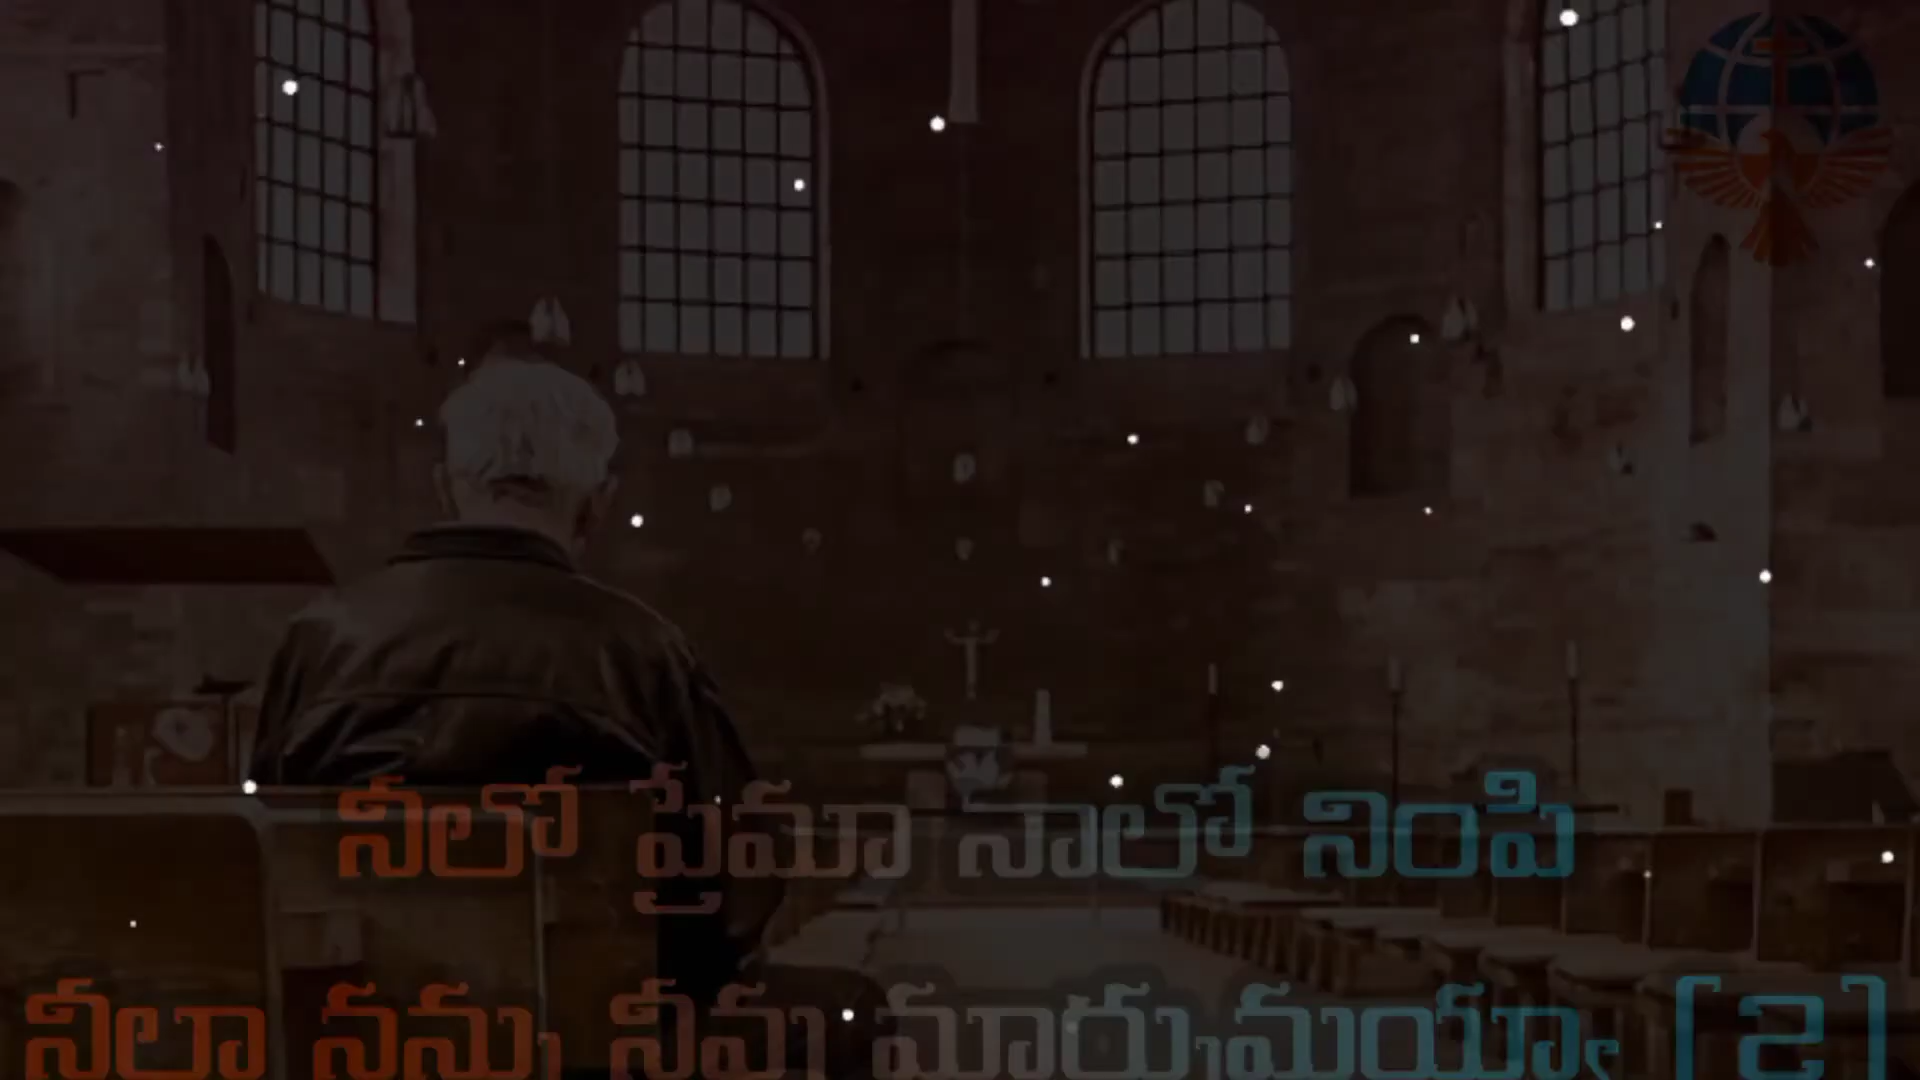 నీలో ప్రేమా నాలో నింపి
నీలా నన్ను నీవు మార్చుమయ్యా [2]